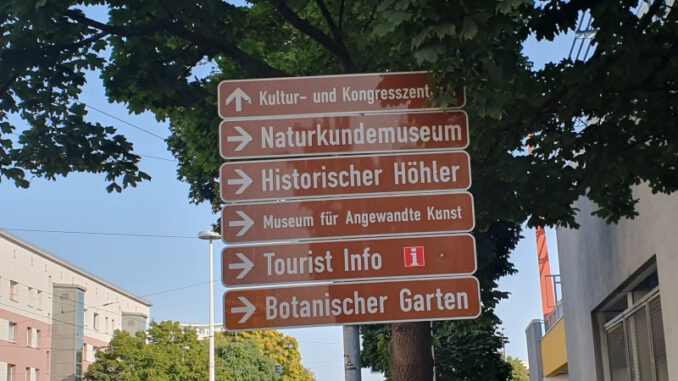 Kultur- und Kongresszent
Naturkundemuseum
Historischer Höhler
Museum für Angewandte Kunst
Tourist Info i
Botanischer Garten